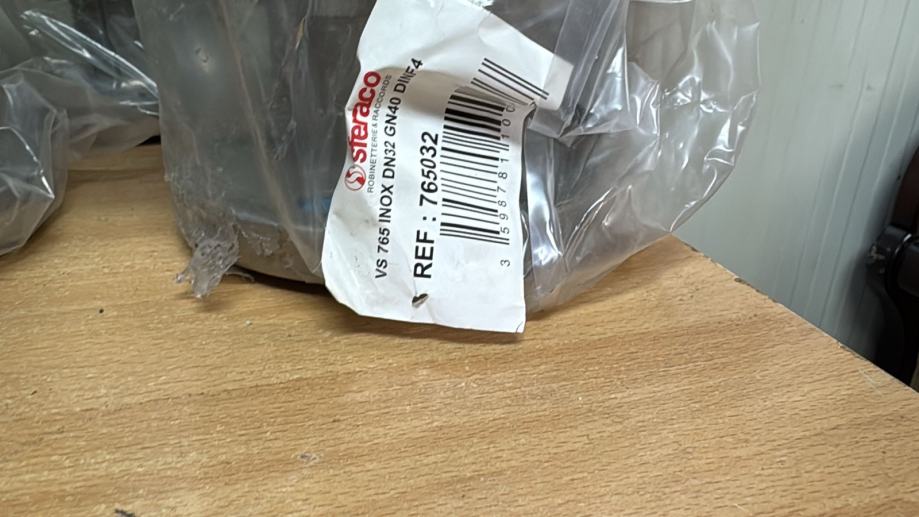 sferaco
ROBINETTERIE & RACCORDS
VS 765 INOX DN32 GN40 DIN F4
REF : 765032